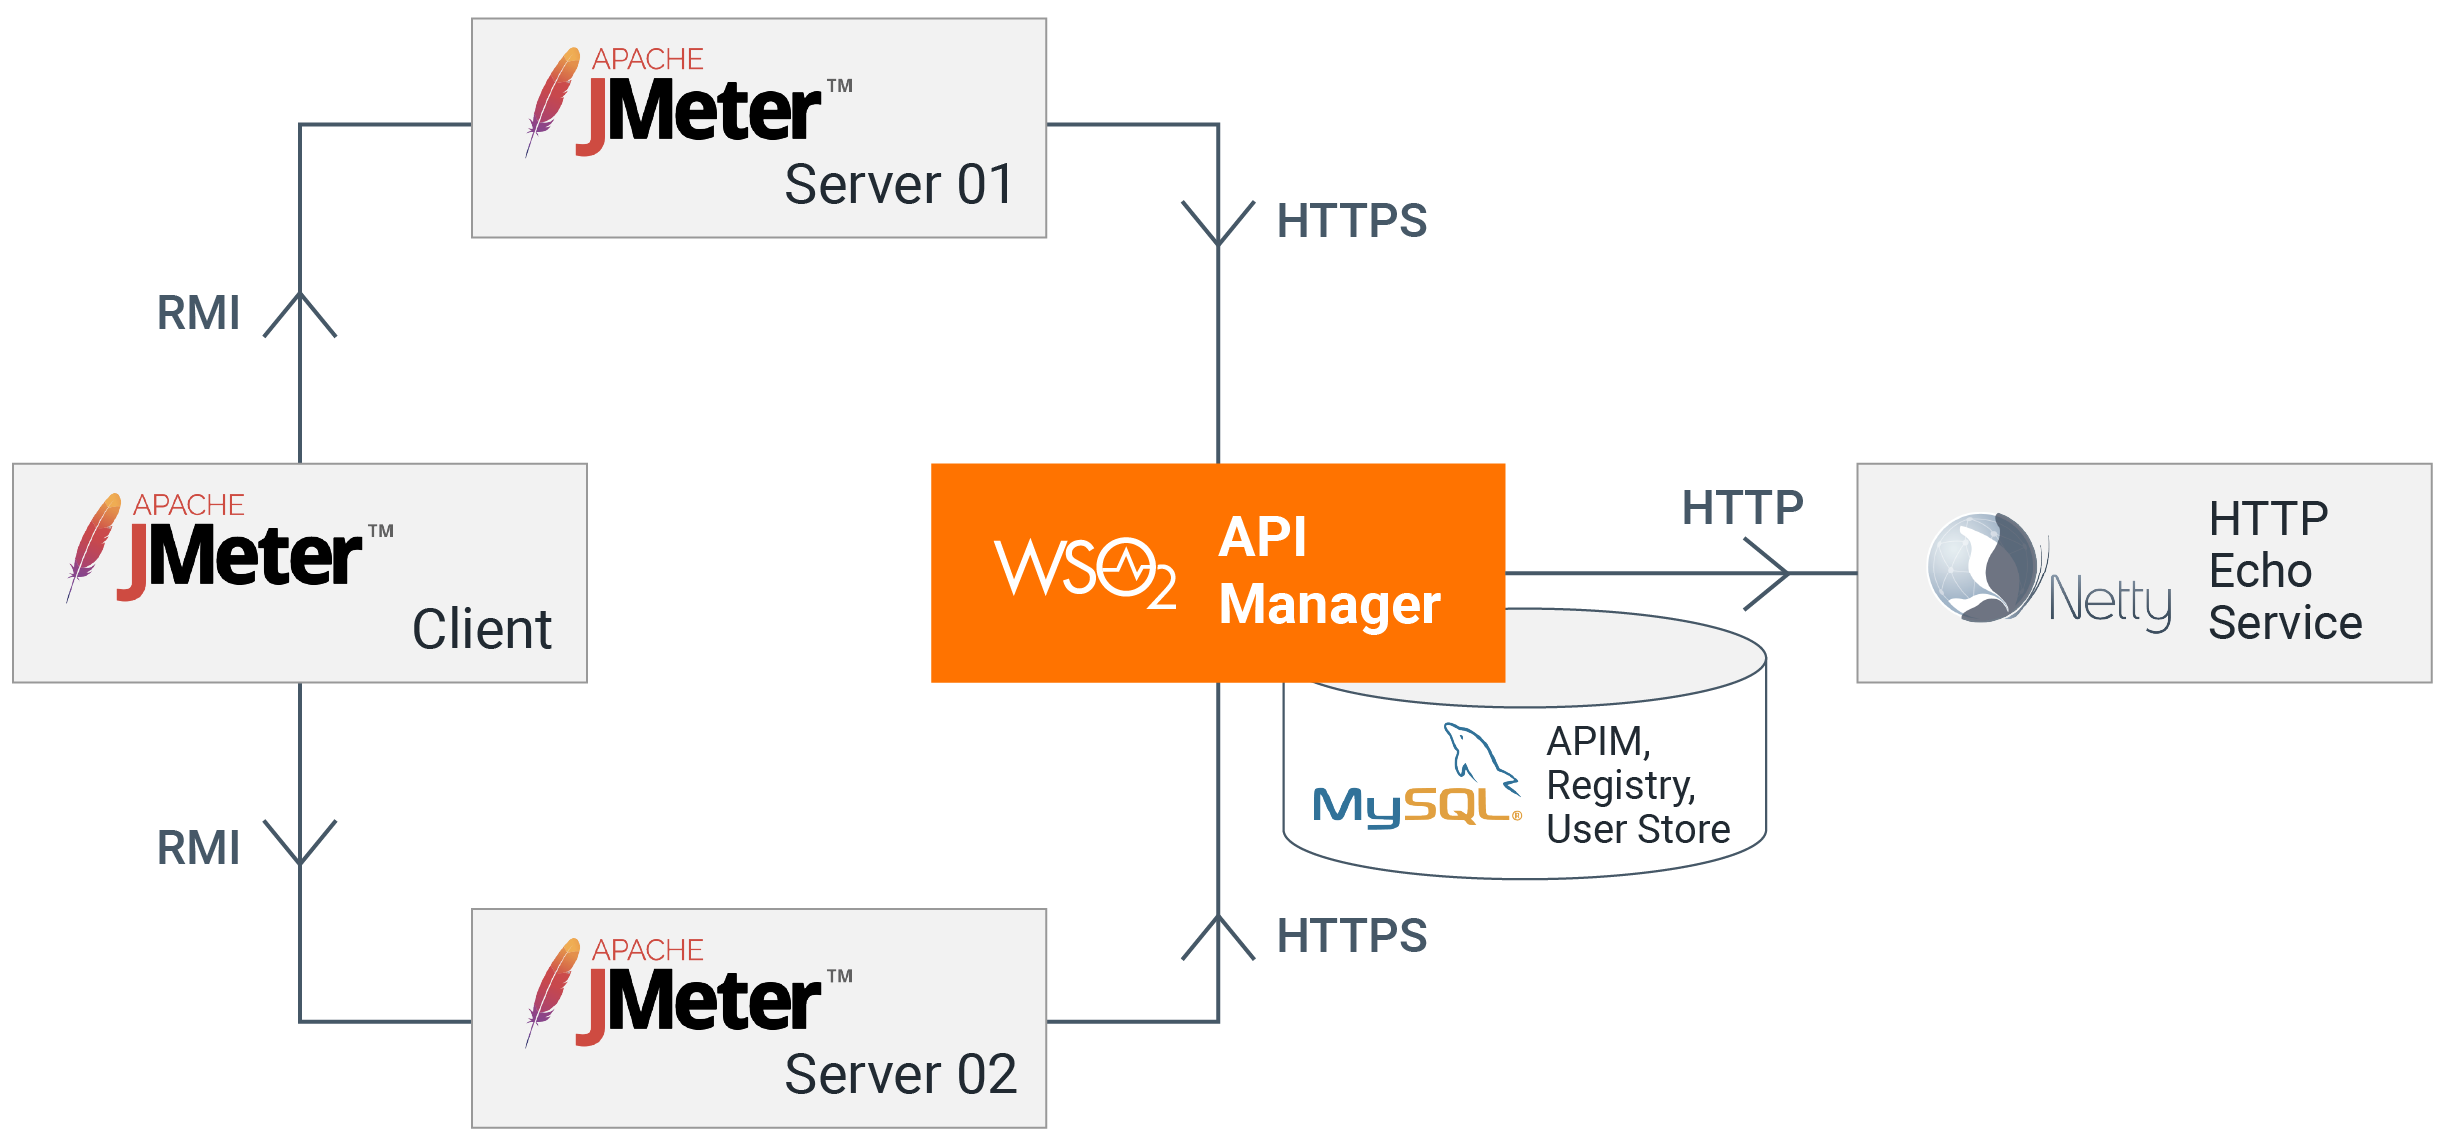 APACHE
JMeter™
Server 01
HTTPS
RMI
APACHE
JMeter™
Client
WSO2
API
Manager
HTTP
Netty
HTTP
Echo
Service
MySQL®
APIM,
Registry,
User Store
RMI
HTTPS
APACHE
JMeter™
Server 02